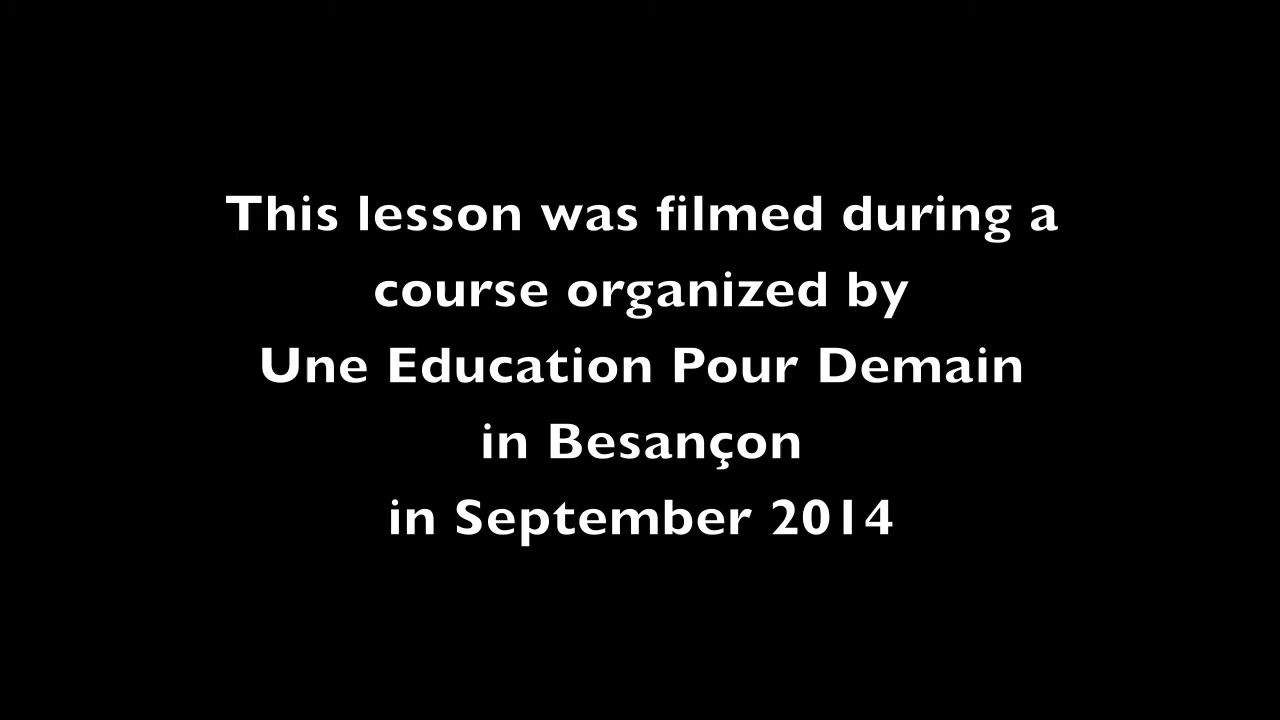 This lesson was filmed during a
course organized by
Une Education Pour Demain
in Besançon
in September 2014